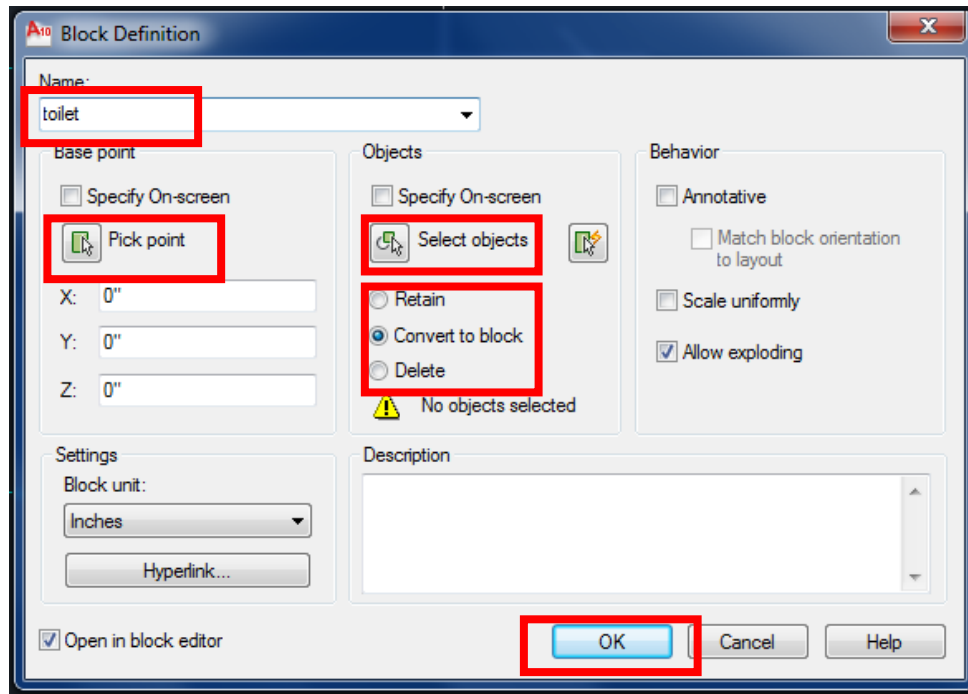 A10 Block Definition
Name:
toilet
Base point
Specify On-screen
Pick point
X: 0"
Y: 0"
Z: 0"
Objects
Specify On-screen
Select objects
Retain
Convert to block
Delete
No objects selected
Behavior
Annotative
Match block orientation
to layout
Scale uniformly
Allow exploding
Settings
Block unit:
Inches
Hyperlink...
Description
Open in block editor
OK Cancel Help